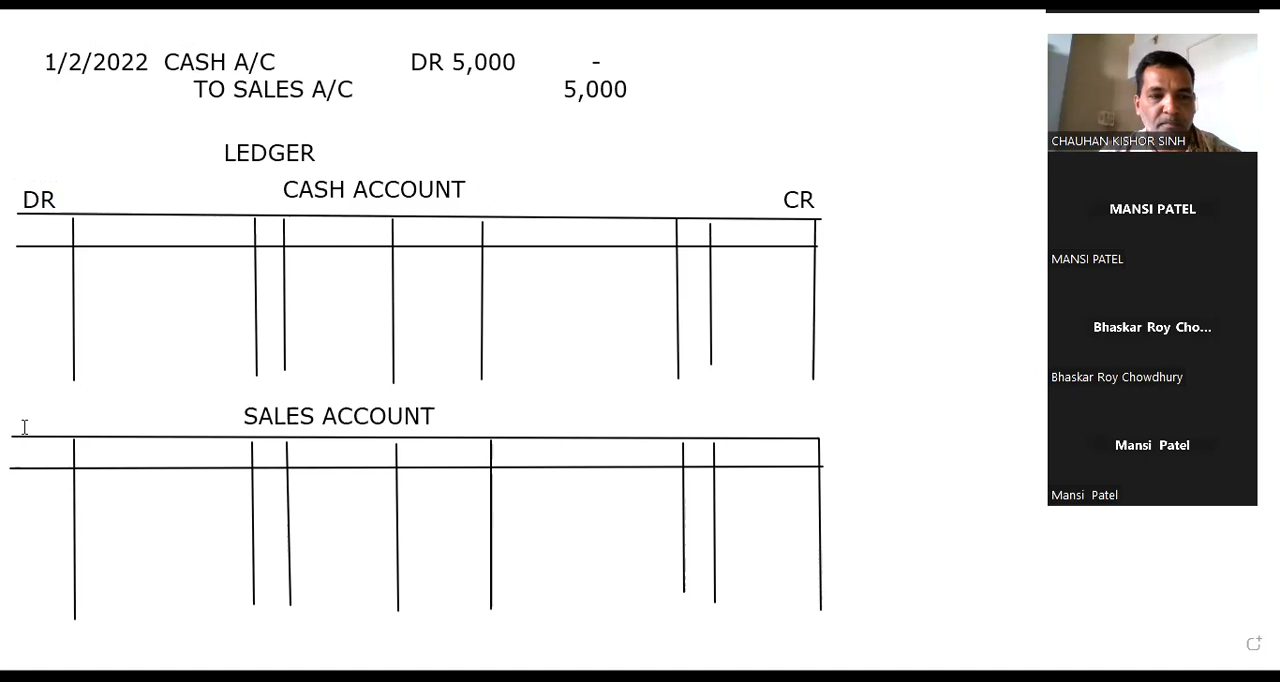 1/2/2022 CASH A/C DR 5,000 -
TO SALES A/C 5,000
LEDGER
CASH ACCOUNT
DR CR
SALES ACCOUNT
CHAUHAN KISHOR SINH
MANSI PATEL
MANSI PATEL
Bhaskar Roy Cho...
Bhaskar Roy Chowdhury
Mansi Patel
Mansi Patel